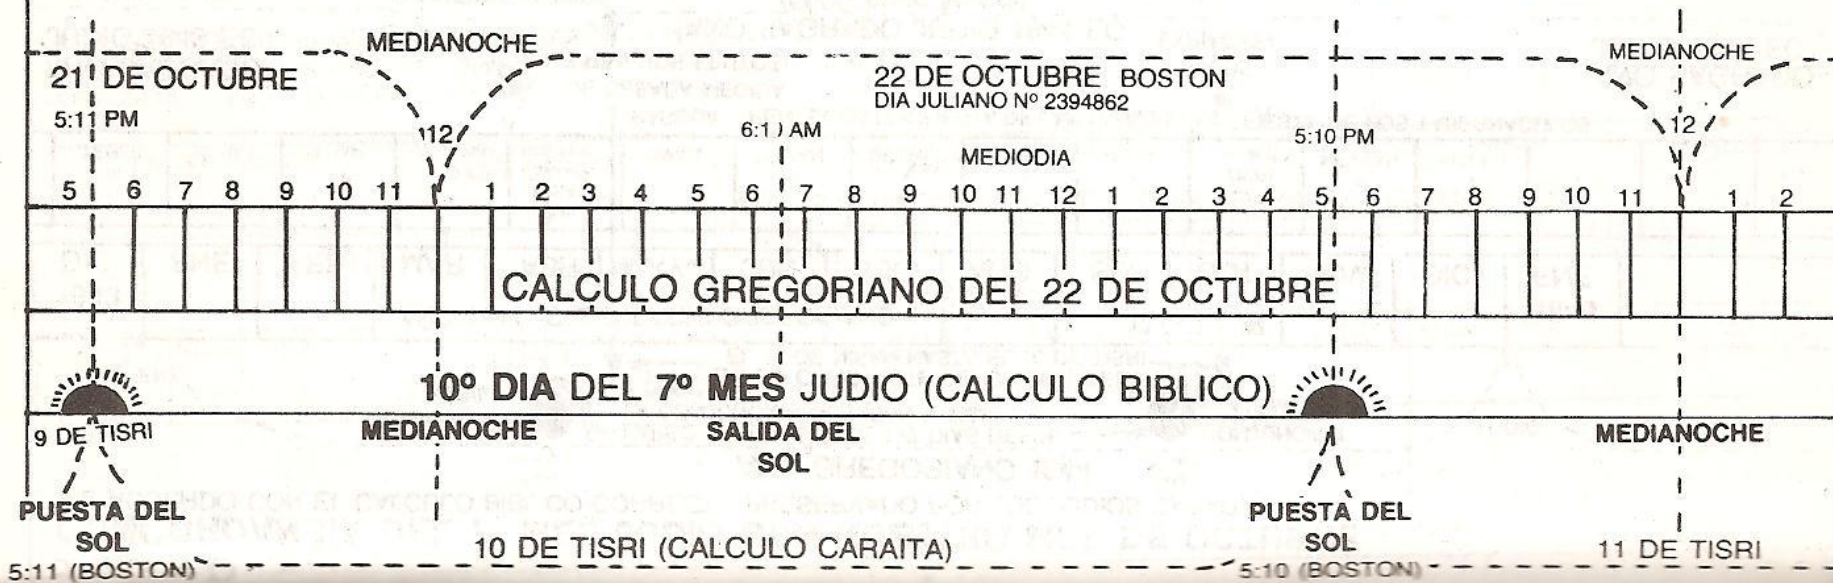 MEDIANOCHE
MEDIANOCHE
21 DE OCTUBRE
22 DE OCTUBRE BOSTON
DIA JULIANO Nº 2394862
5:11 PM
12
AM
5:10 PM
12
MEDIODIA
5 6 7 8 9 10 11 1 2 3 4 5 6 7 8 9 10 11 12 1 2 3 4 5 6 7 8 9 10 11 1 2
CALCULO GREGORIANO DEL 22 DE OCTUBRE
10º DIA DEL 7º MES JUDIO (CALCULO BIBLICO)
9 DE TISRI
MEDIANOCHE
SALIDA DEL
SOL
MEDIANOCHE
PUESTA DEL
SOL
PUESTA DEL
SOL
10 DE TISRI (CALCULO CARAITA)
11 DE TISRI
5:11 (BOSTON)
5:10 (BOSTON)